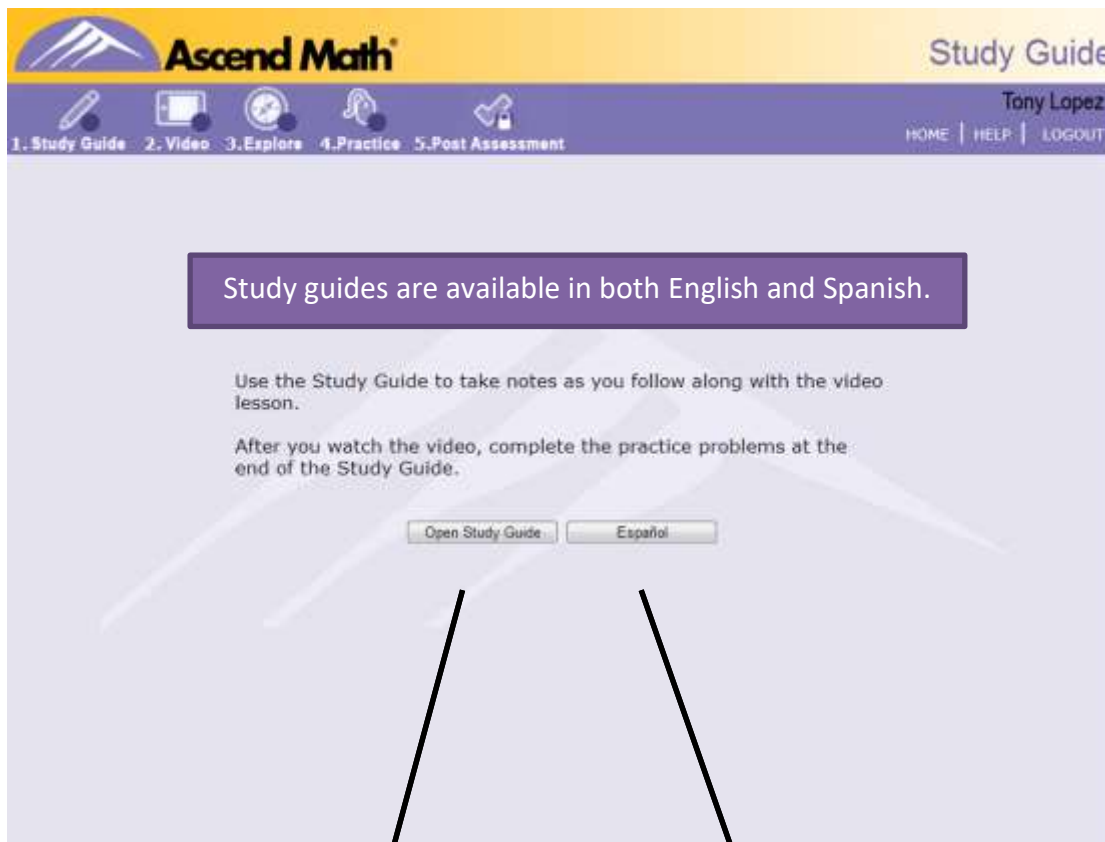 Ascend Math
Study Guide
Tony Lopez
HOME | HELP | LOGOUT
1. Study Guide 2. Video 3. Explore 4. Practice 5. Post Assessment
Study guides are available in both English and Spanish.
Use the Study Guide to take notes as you follow along with the video
lesson.
After you watch the video, complete the practice problems at the
end of the Study Guide.
Open Study Guide Español